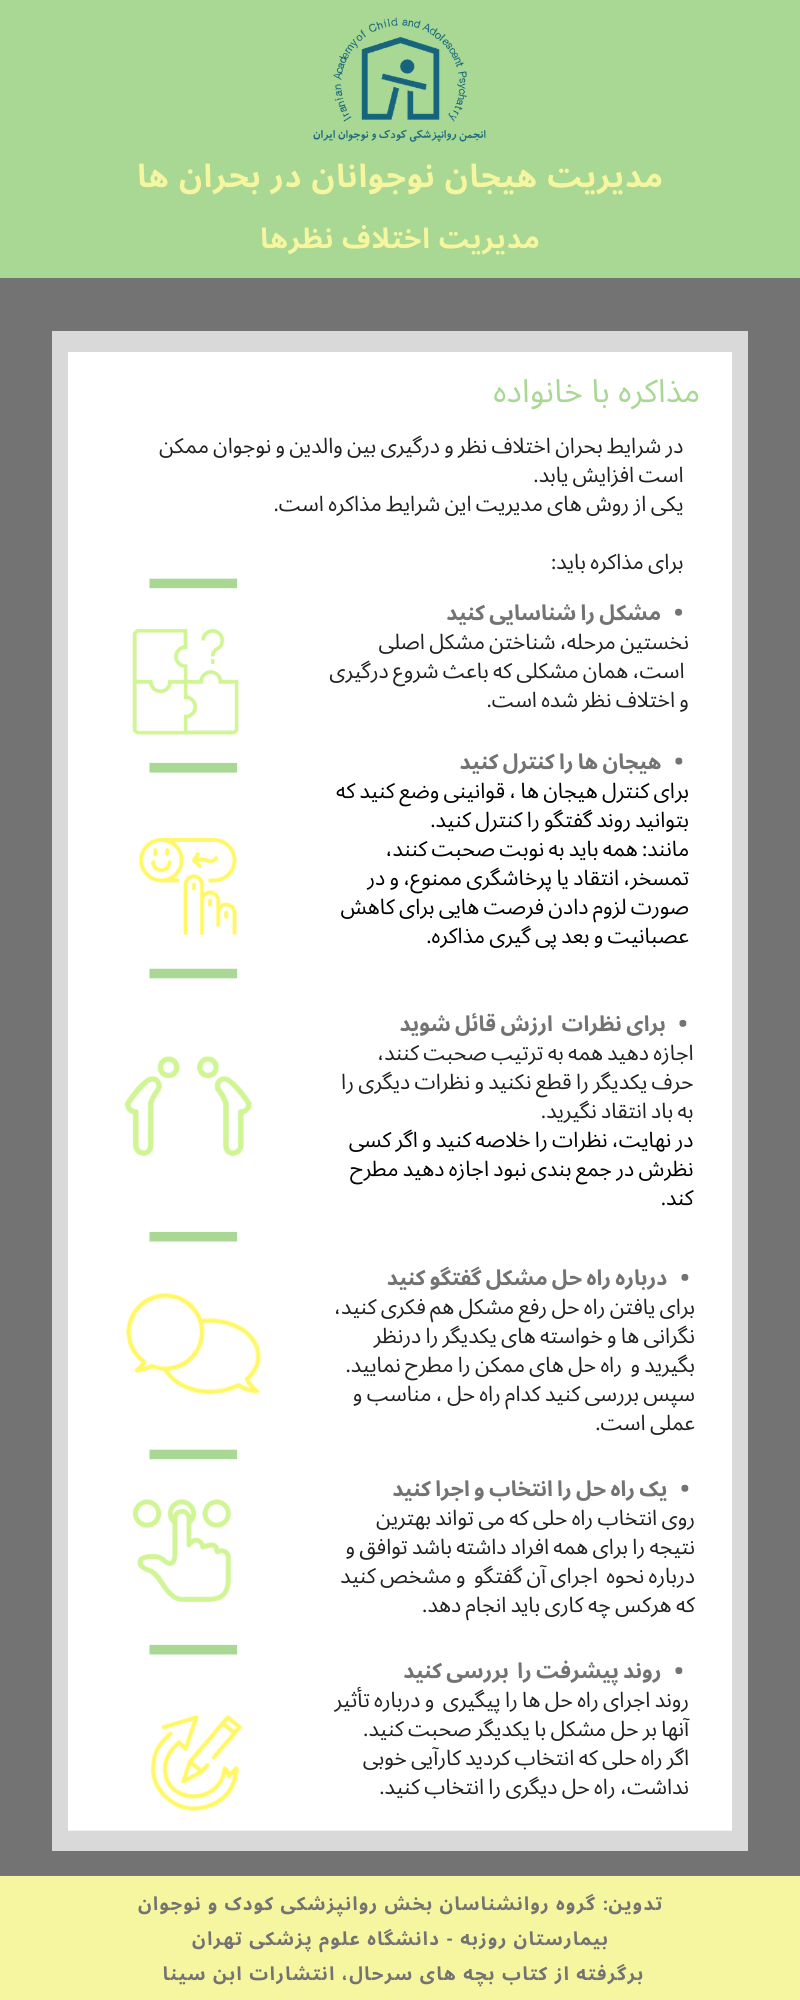 Iranian Academy of Child and Adolescent Psychatry
انجمن روانپزشکی کودک و نوجوان ایران
مدیریت هیجان نوجوانان در بحران ها
مدیریت اختلاف نظرها
مذاکره با خانواده
در شرایط بحران اختلاف نظر و درگیری بین والدین و نوجوان ممکن
است افزایش یابد.
یکی از روش های مدیریت این شرایط مذاکره است.
برای مذاکره باید:
• مشکل را شناسایی کنید
نخستین مرحله، شناختن مشکل اصلی
است، همان مشکلی که باعث شروع درگیری
و اختلاف نظر شده است.
?
• هیجان ها را کنترل کنید
برای کنترل هیجان ها ، قوانینی وضع کنید که
بتوانید روند گفتگو را کنترل کنید.
مانند: همه باید به نوبت صحبت کنند،
تمسخر، انتقاد یا پرخاشگری ممنوع، و در
صورت لزوم دادن فرصت هایی برای کاهش
عصبانیت و بعد پی گیری مذاکره.
• برای نظرات ارزش قائل شوید
اجازه دهید همه به ترتیب صحبت کنند،
حرف یکدیگر را قطع نکنید و نظرات دیگری را
به باد انتقاد نگیرید.
در نهایت، نظرات را خلاصه کنید و اگر کسی
نظرش در جمع بندی نبود اجازه دهید مطرح
کند.
• درباره راه حل مشکل گفتگو کنید
برای یافتن راه حل رفع مشکل هم فکری کنید،
نگرانی ها و خواسته های یکدیگر را درنظر
بگیرید و راه حل های ممکن را مطرح نمایید.
سپس بررسی کنید کدام راه حل ، مناسب و
عملی است.
• یک راه حل را انتخاب و اجرا کنید
روی انتخاب راه حلی که می تواند بهترین
نتیجه را برای همه افراد داشته باشد توافق و
درباره نحوه اجرای آن گفتگو و مشخص کنید
که هرکس چه کاری باید انجام دهد.
• روند پیشرفت را بررسی کنید
روند اجرای راه حل ها را پیگیری و درباره تأثیر
آنها بر حل مشکل با یکدیگر صحبت کنید.
اگر راه حلی که انتخاب کردید کارآیی خوبی
نداشت، راه حل دیگری را انتخاب کنید.
تدوین: گروه روانشناسان بخش روانپزشکی کودک و نوجوان
بیمارستان روزبه - دانشگاه علوم پزشکی تهران
برگرفته از کتاب بچه های سرحال، انتشارات ابن سینا